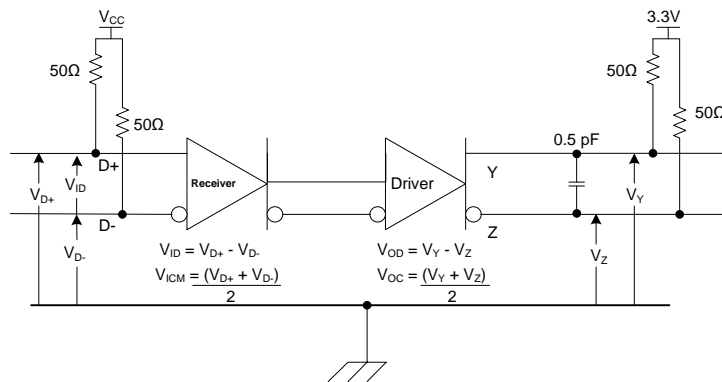 VCC
3.3V
50Ω
50Ω
50Ω
50Ω
0.5 pF
D+
Receiver
Driver
Y
VD+
VID
VY
D-
Z
VD-
VZ
VID = VD+ - VD-
VOD = VY - VZ
VICM = (VD+ + VD-)
2
VOC = (VY + VZ)
2